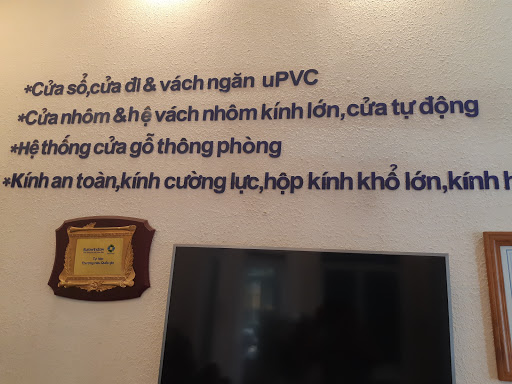 *Cửa sổ,cửa đi & vách ngăn uPVC
*Cửa nhôm &hệ vách nhôm kính lớn,cửa tự động
*Hệ thống cửa gỗ thông phòng
*Kính an toàn,kính cường lực,hộp kính khổ lớn,kính